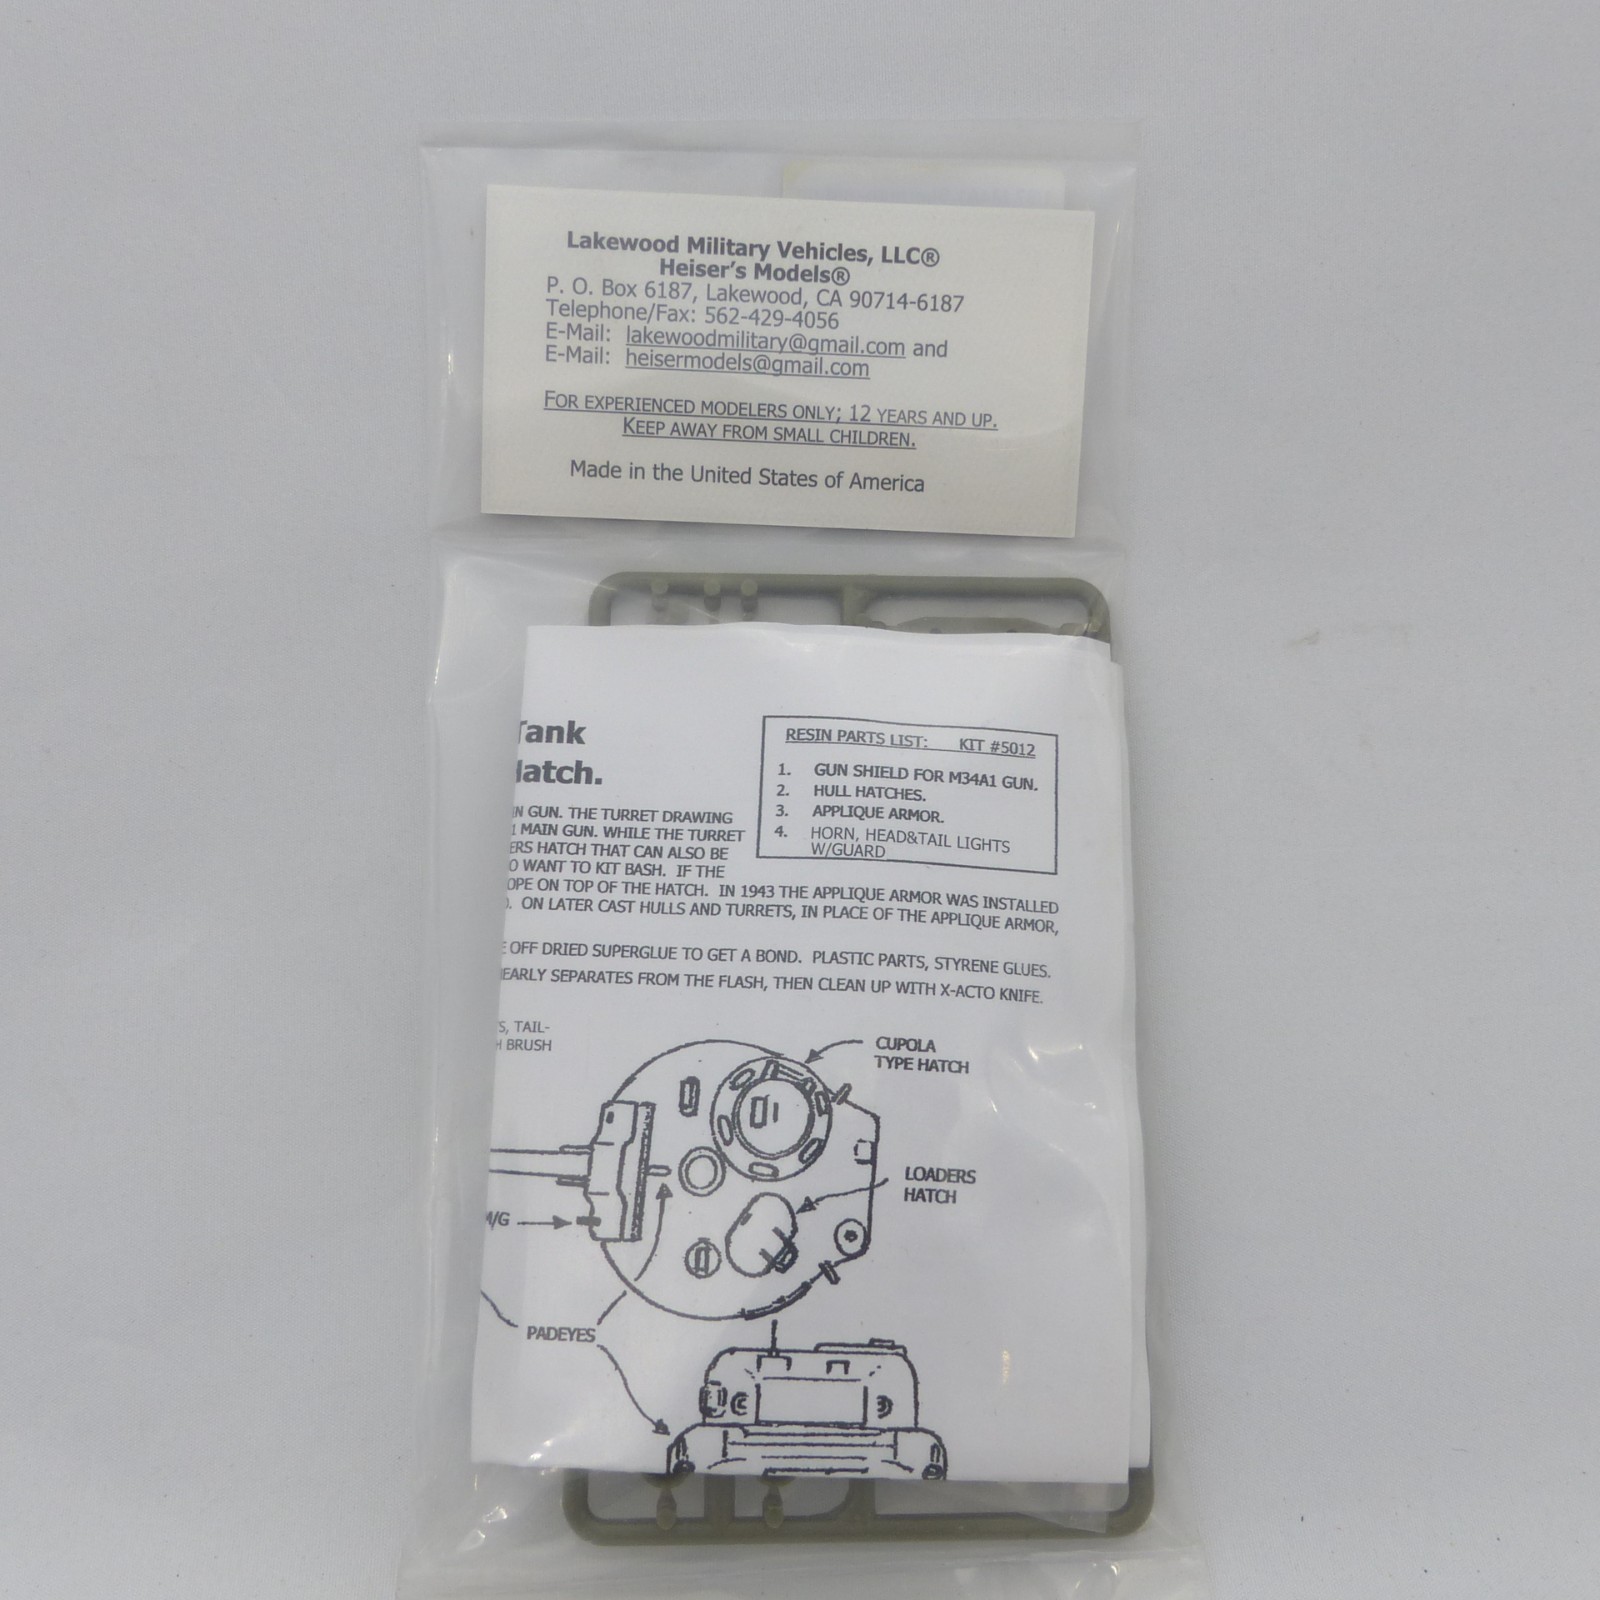 Lakewood Military Vehicles, LLC®
Heiser's Models®
P. O. Box 6187, Lakewood, CA 90714-6187
Telephone/Fax: 562-429-4056
E-Mail: lakewoodmilitary@gmail.com and
E-Mail: heisermodels@gmail.com
FOR EXPERIENCED MODELERS ONLY; 12 YEARS AND UP.
KEEP AWAY FROM SMALL CHILDREN.
Made in the United States of America
Tank
Hatch.
RESIN PARTS LIST: KIT #5012
1. GUN SHIELD FOR M34A1 GUN.
2. HULL HATCHES.
3. APPLIQUE ARMOR.
4. HORN, HEAD&TAIL LIGHTS
W/GUARD
N GUN. THE TURRET DRAWING
1 MAIN GUN. WHILE THE TURRET
ERS HATCH THAT CAN ALSO BE
O WANT TO KIT BASH. IF THE
OPE ON TOP OF THE HATCH. IN 1943 THE APPLIQUE ARMOR WAS INSTALLED
). ON LATER CAST HULLS AND TURRETS, IN PLACE OF THE APPLIQUE ARMOR,
E OFF DRIED SUPERGLUE TO GET A BOND. PLASTIC PARTS, STYRENE GLUES.
EARLY SEPARATES FROM THE FLASH, THEN CLEAN UP WITH X-ACTO KNIFE.
S, TAIL-
H BRUSH
CUPOLA
TYPE HATCH
LOADERS
HATCH
M/G
PADEYES